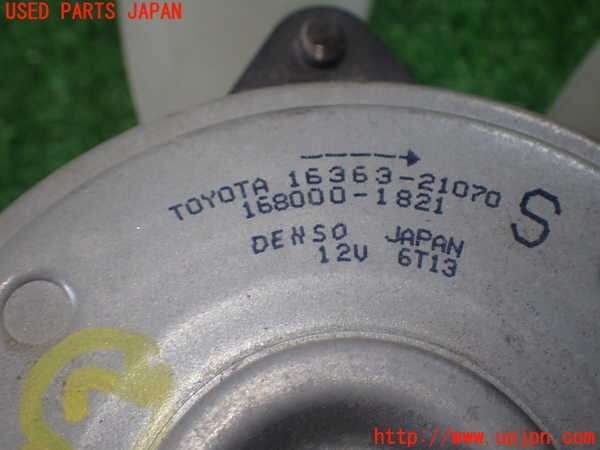 USED PARTS JAPAN
TOYOTA 16363-21070
168000-1821
S
DENSO JAPAN
12V 6T13
http://www.upjpn.com